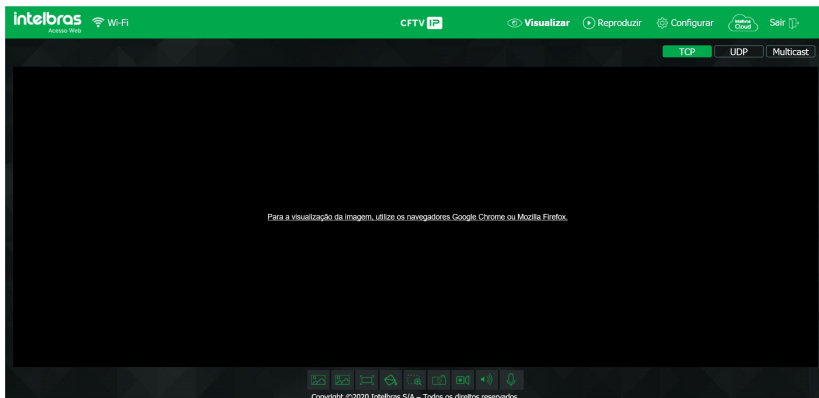 intelbras
Acesso Web
Wi-Fi
CFTV IP
Visualizar
Reproduzir
Configurar
intelbras
Cloud
Sair
TCP
UDP
Multicast
Para a visualização da imagem, utilize os navegadores Google Chrome ou Mozilla Firefox.
Copyright ©2020 Intelbras S/A – Todos os direitos reservados